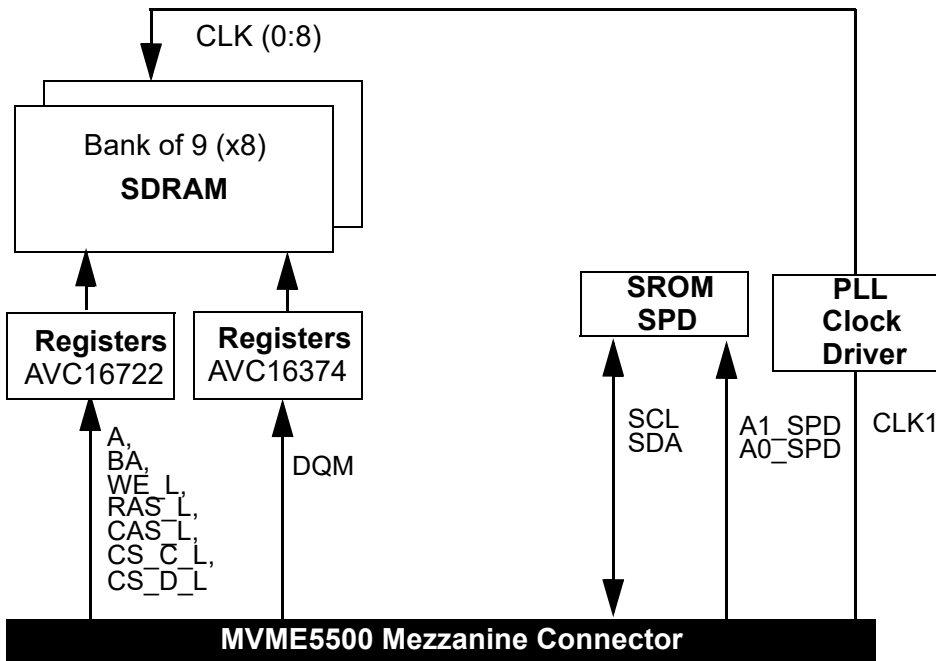 CLK (0:8)
Bank of 9 (x8)
SDRAM
Registers
AVC16722
Registers
AVC16374
SROM
SPD
PLL
Clock
Driver
A,
BA,
WE_L,
RAS_L,
CAS_L,
CS_C_L,
CS_D_L
DQM
SCL
SDA
A1_SPD
A0_SPD
CLK1
MVME5500 Mezzanine Connector